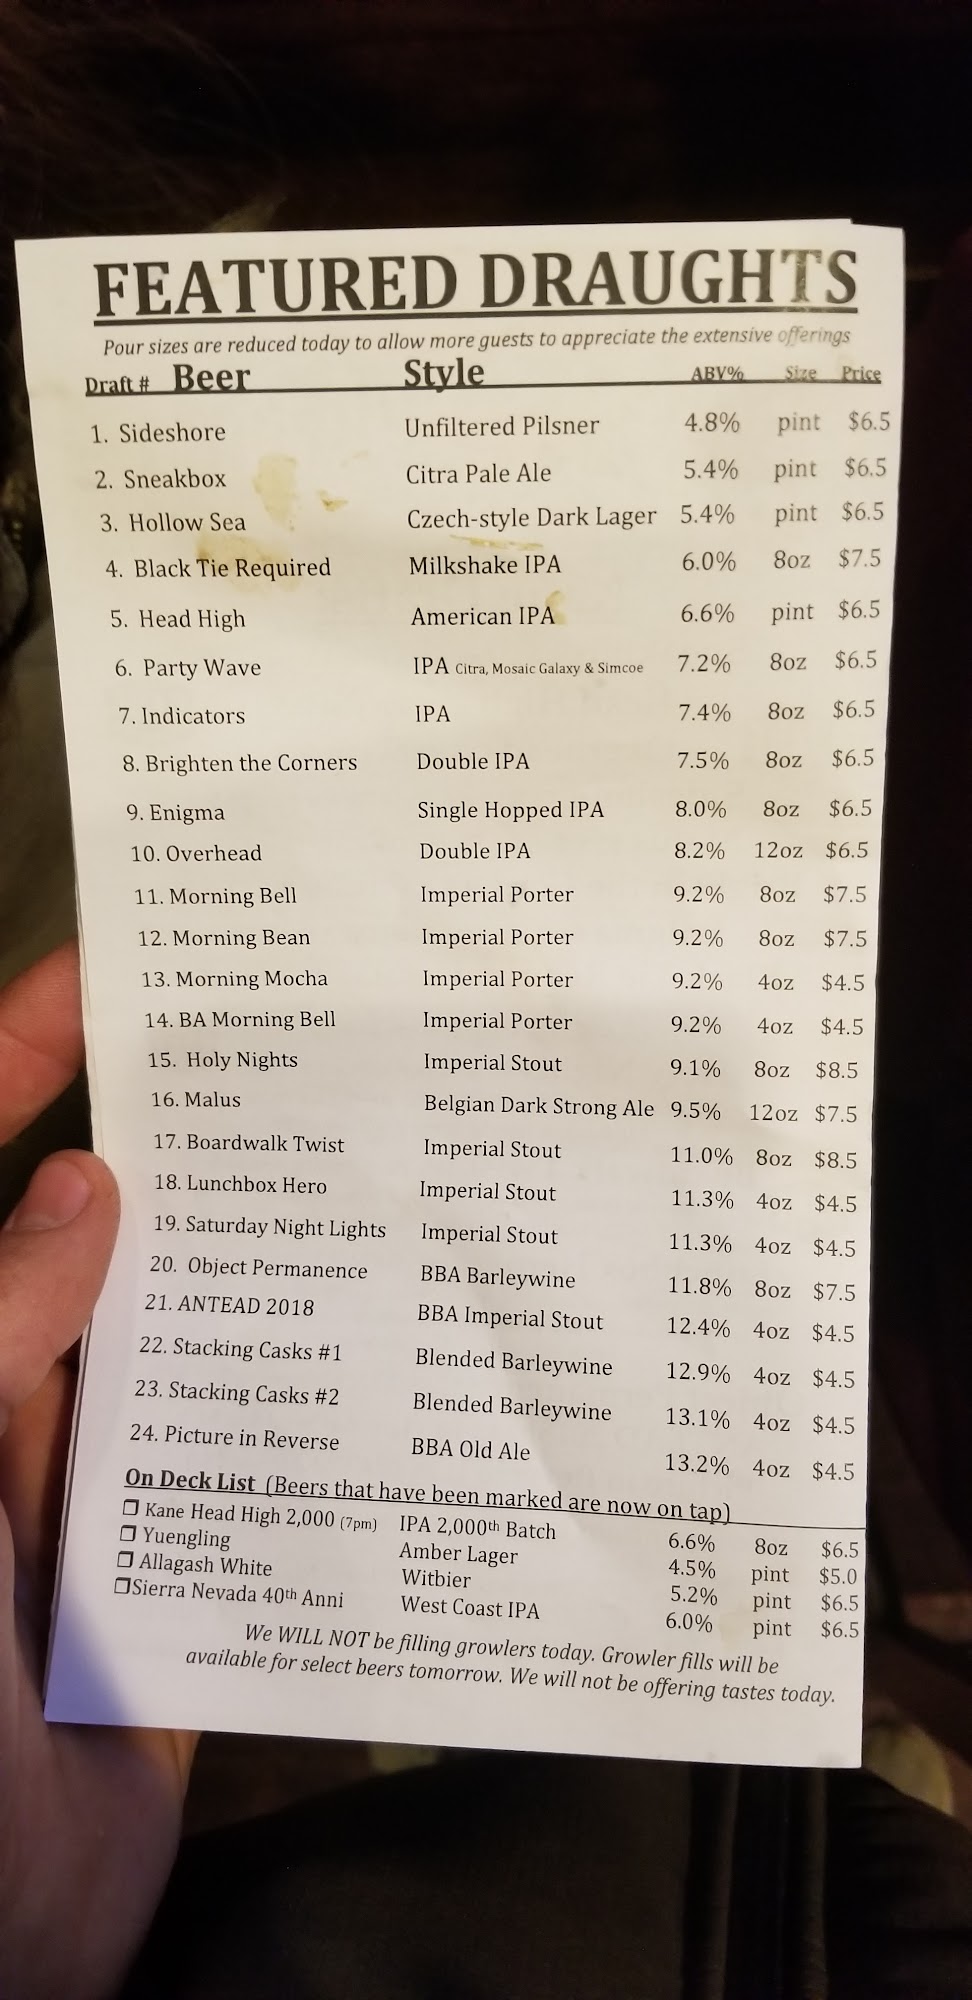 FEATURED DRAUGHTS
Pour sizes are reduced today to allow more guests to appreciate the extensive offerings
Draft # Beer Style ABV% Size Price
1. Sideshore Unfiltered Pilsner 4.8% pint $6.5
2. Sneakbox Citra Pale Ale 5.4% pint $6.5
3. Hollow Sea Czech-style Dark Lager 5.4% pint $6.5
4. Black Tie Required Milkshake IPA 6.0% 8oz $7.5
5. Head High American IPA 6.6% pint $6.5
6. Party Wave IPA Citra, Mosaic Galaxy & Simcoe 7.2% 8oz $6.5
7. Indicators IPA 7.4% 8oz $6.5
8. Brighten the Corners Double IPA 7.5% 8oz $6.5
9. Enigma Single Hopped IPA 8.0% 8oz $6.5
10. Overhead Double IPA 8.2% 12oz $6.5
11. Morning Bell Imperial Porter 9.2% 8oz $7.5
12. Morning Bean Imperial Porter 9.2% 8oz $7.5
13. Morning Mocha Imperial Porter 9.2% 4oz $4.5
14. BA Morning Bell Imperial Porter 9.2% 4oz $4.5
15. Holy Nights Imperial Stout 9.1% 8oz $8.5
16. Malus Belgian Dark Strong Ale 9.5% 12oz $7.5
17. Boardwalk Twist Imperial Stout 11.0% 8oz $8.5
18. Lunchbox Hero Imperial Stout 11.3% 4oz $4.5
19. Saturday Night Lights Imperial Stout 11.3% 4oz $4.5
20. Object Permanence BBA Barleywine 11.8% 8oz $7.5
21. ANTEAD 2018 BBA Imperial Stout 12.4% 4oz $4.5
22. Stacking Casks #1 Blended Barleywine 12.9% 4oz $4.5
23. Stacking Casks #2 Blended Barleywine 13.1% 4oz $4.5
24. Picture in Reverse BBA Old Ale 13.2% 4oz $4.5
On Deck List (Beers that have been marked are now on tap)
❒ Kane Head High 2,000 (7pm) IPA 2,000th Batch 6.6% 8oz $6.5
❒ Yuengling Amber Lager 4.5% pint $5.0
❒ Allagash White Witbier 5.2% pint $6.5
❒Sierra Nevada 40th Anni West Coast IPA 6.0% pint $6.5
We WILL NOT be filling growlers today. Growler fills will be
available for select beers tomorrow. We will not be offering tastes today.